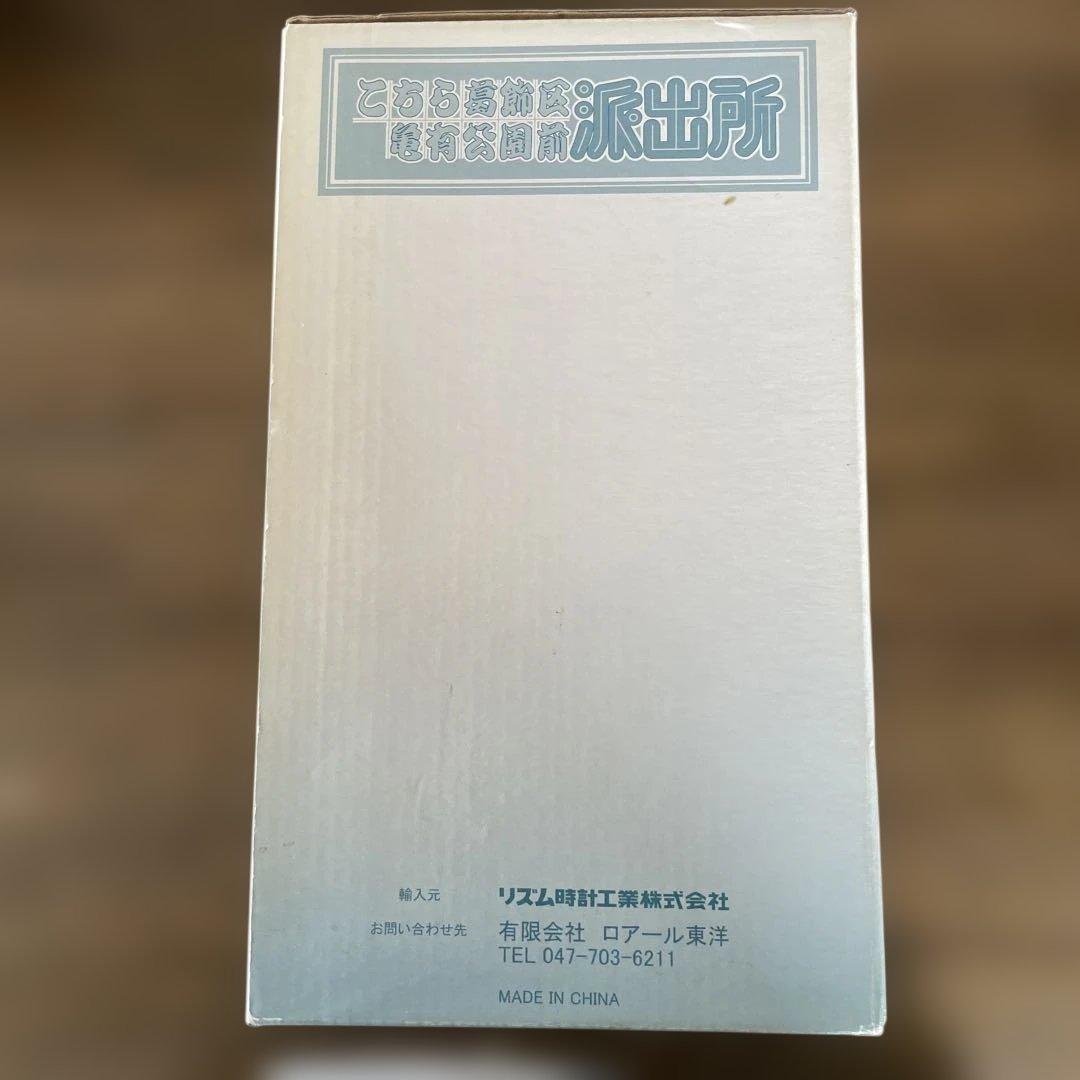 こちら葛飾区
亀有公園前派出所
輸入元 リズム時計工業株式会社
お問い合わせ先 有限会社 ロアール東洋
TEL 047-703-6211
MADE IN CHINA